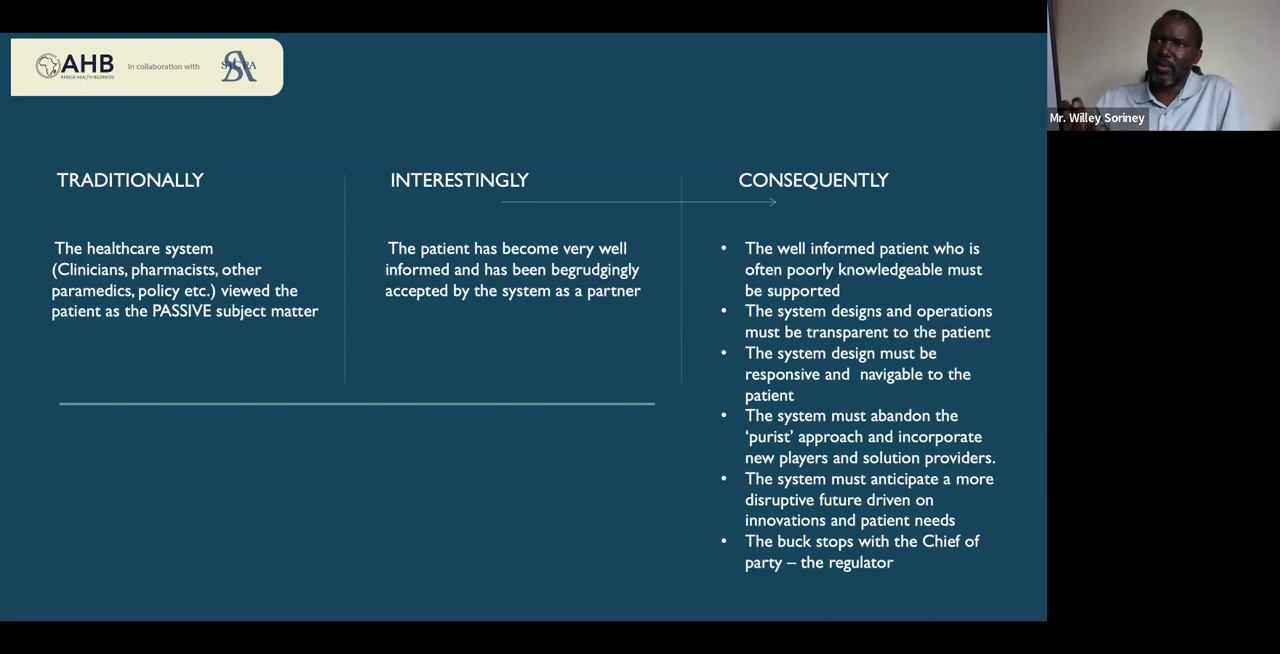 AHB
AFRICA HEALTH BUSINESS
In collaboration with
Mr. Willey Soriney
TRADITIONALLY
The healthcare system
(Clinicians, pharmacists, other
paramedics, policy etc.) viewed the
patient as the PASSIVE subject matter
INTERESTINGLY
The patient has become very well
informed and has been begrudgingly
accepted by the system as a partner
CONSEQUENTLY
• The well informed patient who is
often poorly knowledgeable must
be supported
• The system designs and operations
must be transparent to the patient
• The system design must be
responsive and  navigable to the
patient
• The system must abandon the
‘purist’ approach and incorporate
new players and solution providers.
• The system must anticipate a more
disruptive future driven on
innovations and patient needs
• The buck stops with the Chief of
party – the regulator